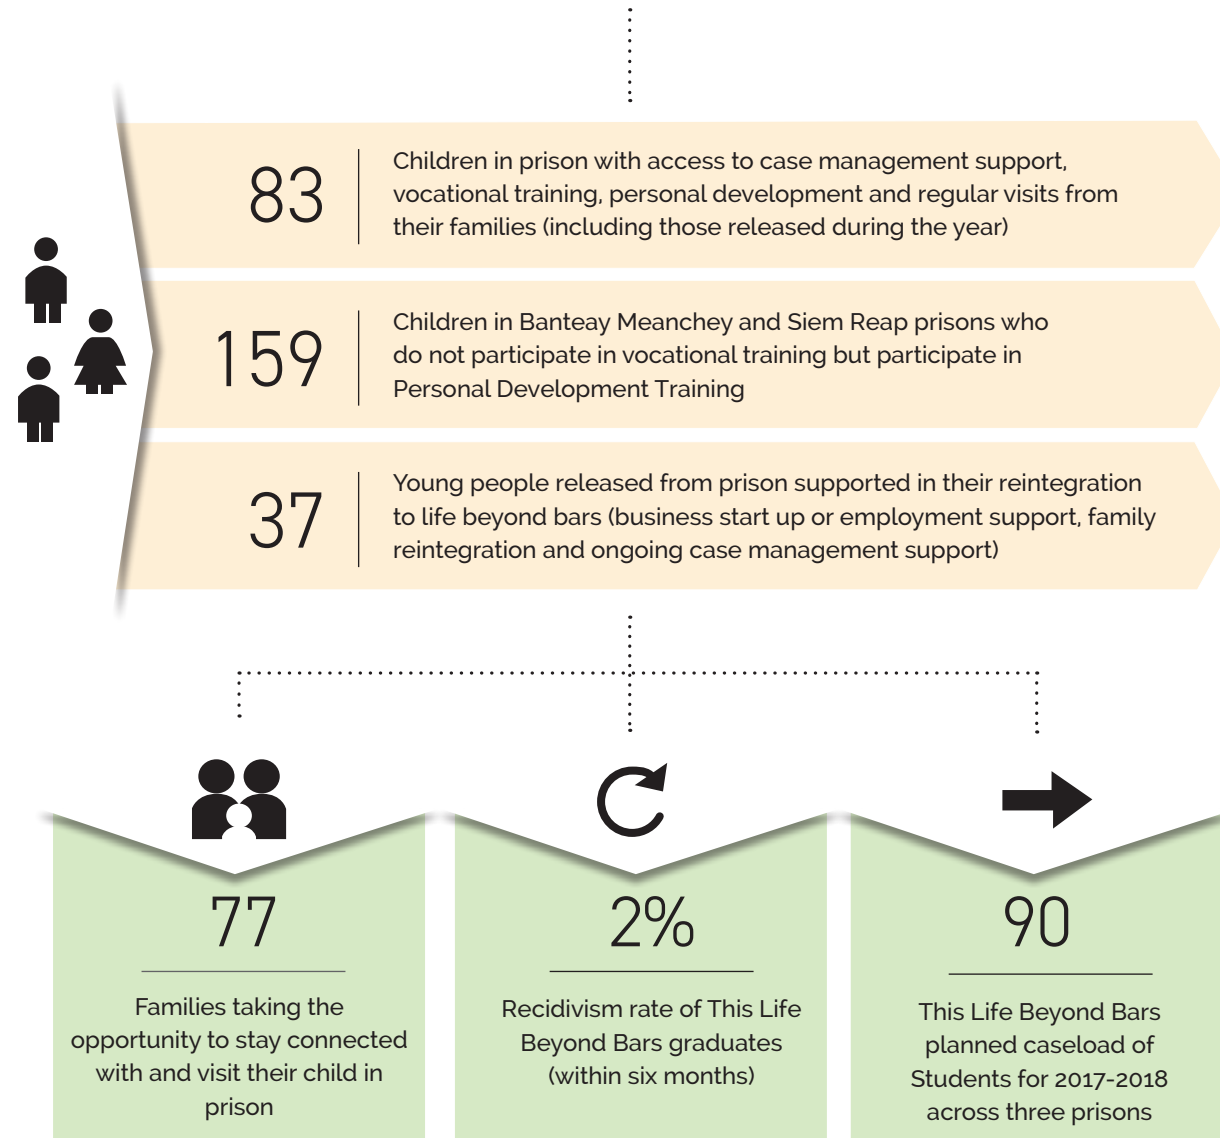 83
Children in prison with access to case management support,
vocational training, personal development and regular visits from
their families (including those released during the year)
159
Children in Banteay Meanchey and Siem Reap prisons who
do not participate in vocational training but participate in
Personal Development Training
37
Young people released from prison supported in their reintegration
to life beyond bars (business start up or employment support, family
reintegration and ongoing case management support)
77
Families taking the
opportunity to stay connected
with and visit their child in
prison
2%
Recidivism rate of This Life
Beyond Bars graduates
(within six months)
90
This Life Beyond Bars
planned caseload of
Students for 2017-2018
across three prisons